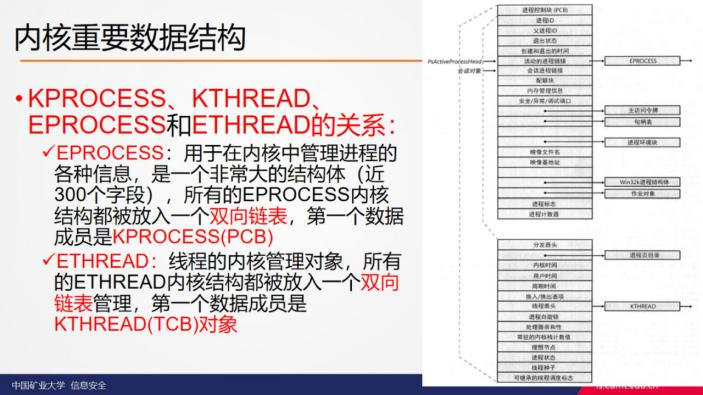 内核重要数据结构
•KPROCESS、KTHREAD、
EPROCESS和ETHREAD的关系：
✓EPROCESS：用于在内核中管理进程的
各种信息，是一个非常大的结构体（近
300个字段），所有的EPROCESS内核
结构都被放入一个双向链表，第一个数据
成员是KPROCESS(PCB)
✓ETHREAD：线程的内核管理对象，所有
的ETHREAD内核结构都被放入一个双向
链表管理，第一个数据成员是
KTHREAD(TCB)对象
进程控制块 (PCB)
进程ID
父进程ID
退出状态
创建和退出的时间
PsActiveProcessHead
活动的进程链接
EPROCESS
会话对象
会话进程链接
配额块
内存管理信息
安全/异常/调试端口
主访问令牌
句柄表
进程环境块
映像文件名
映像基地址
Win32k进程结构体
作业对象
进程标志
进程计数器
分发器头
进程页目录
内核时间
用户时间
周期时间
换入/换出表项
线程表头
KTHREAD
进程自旋锁
处理器亲和性
常驻的内核栈计数值
理想节点
进程状态
线程种子
可继承的线程调度标志
中国矿业大学 信息安全